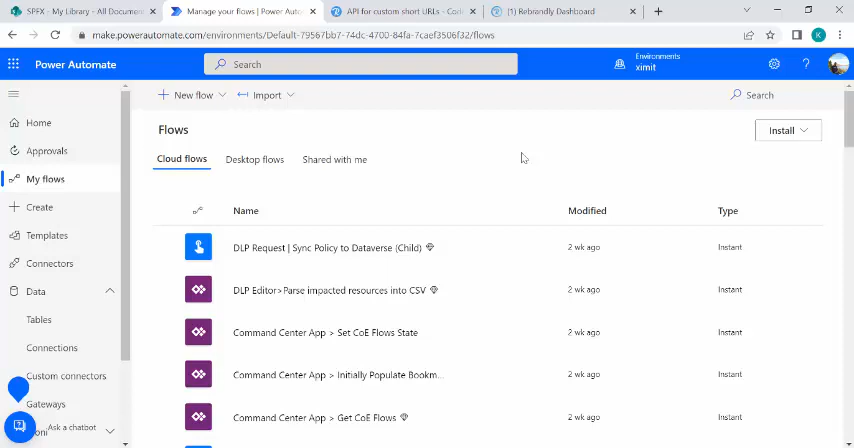 SPFX - My Library - All Document
Manage your flows | Power Autom
API for custom short URLs - Cod
(1) Rebrandly Dashboard
make.powerautomate.com/environments/Default-79567bb7-74dc-4700-84fa-7caef3506f32/flows
K
Power Automate
Search
Environments
ximit
?
New flow
Import
Search
Home
Approvals
My flows
Create
Templates
Connectors
Data
Tables
Connections
Custom connectors
Gateways
Ask a chatbot
Flows
Install
Cloud flows
Desktop flows
Shared with me
Name Modified Type
DLP Request | Sync Policy to Dataverse (Child) 2 wk ago Instant
DLP Editor>Parse impacted resources into CSV 2 wk ago Instant
Command Center App > Set CoE Flows State 2 wk ago Instant
Command Center App > Initially Populate Bookm... 2 wk ago Instant
Command Center App > Get CoE Flows 2 wk ago Instant